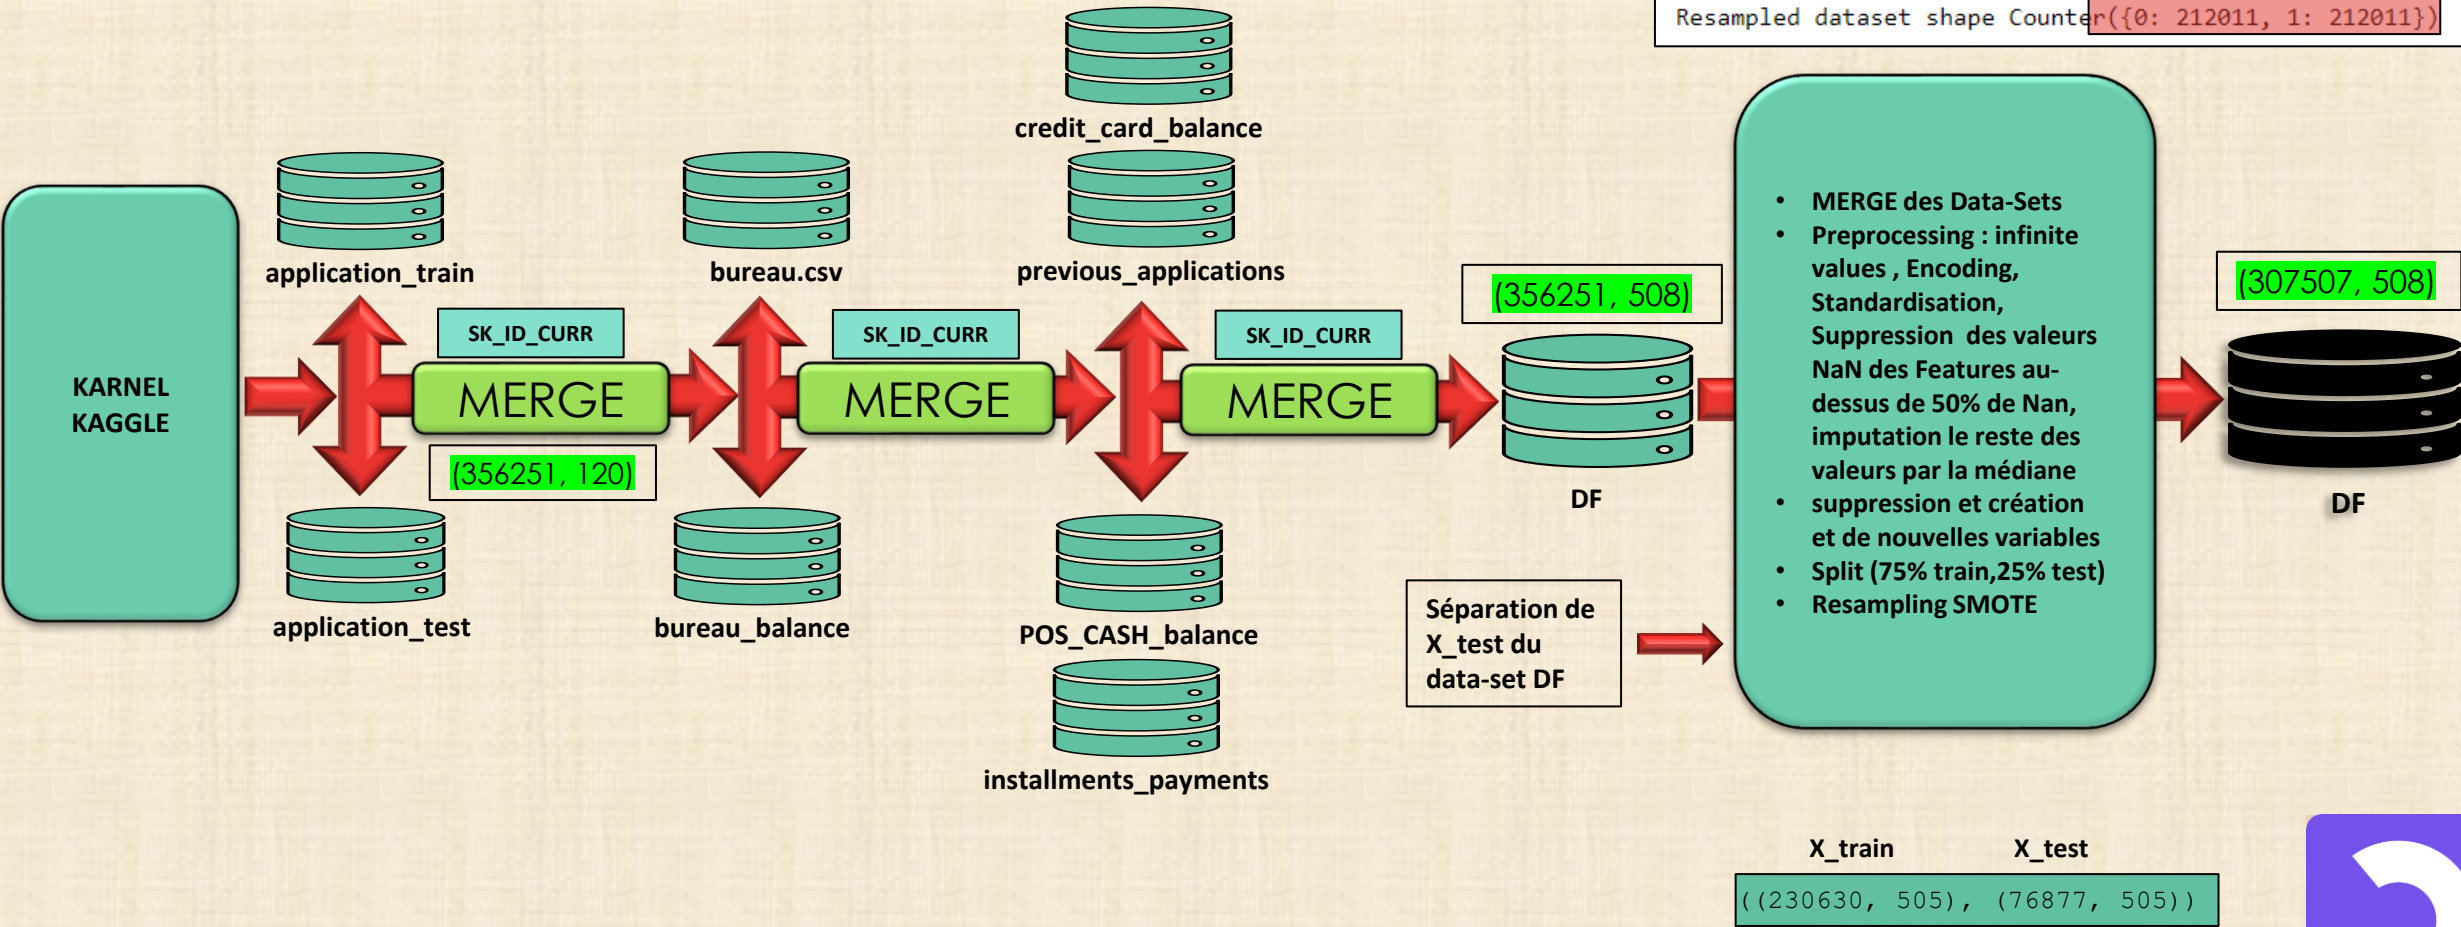 Resampled dataset shape Counter({0: 212011, 1: 212011})
credit_card_balance
application_train
bureau.csv
previous_applications
KARNEL
KAGGLE
SK_ID_CURR
MERGE
(356251, 120)
SK_ID_CURR
MERGE
SK_ID_CURR
MERGE
(356251, 508)
DF
application_test
bureau_balance
POS_CASH_balance
installments_payments
Séparation de
X_test du
data-set DF
• MERGE des Data-Sets
• Preprocessing : infinite
values , Encoding,
Standardisation,
Suppression des valeurs
NaN des Features au-
dessus de 50% de Nan,
imputation le reste des
valeurs par la médiane
• suppression et création
et de nouvelles variables
• Split (75% train,25% test)
• Resampling SMOTE
(307507, 508)
DF
X_train X_test
((230630, 505), (76877, 505))